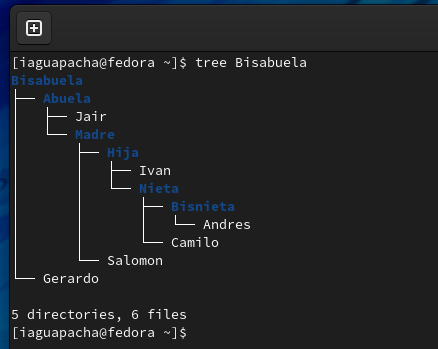 [iaguapacha@fedora ~]$ tree Bisabuela
Bisabuela
├── Abuela
│   ├── Jair
│   └── Madre
│       ├── Hija
│       │   ├── Ivan
│       │   └── Nieta
│       │       ├── Bisnieta
│       │       │   └── Andres
│       │       └── Camilo
│       └── Salomon
└── Gerardo
5 directories, 6 files
[iaguapacha@fedora ~]$